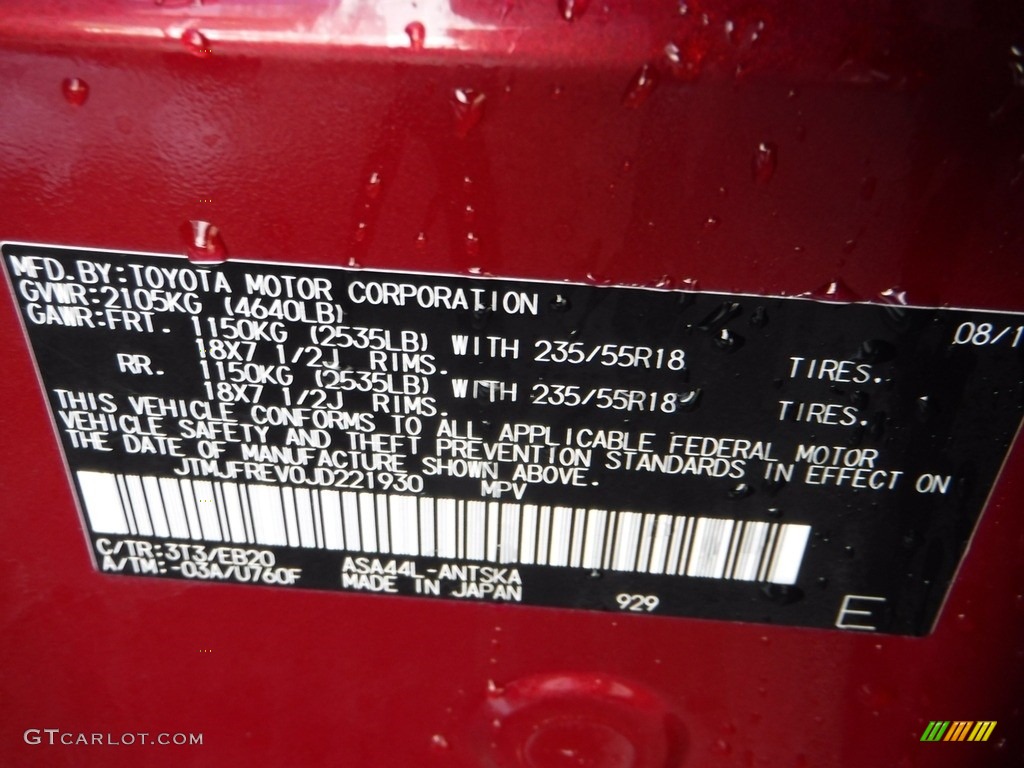 MFD.BY:TOYOTA MOTOR CORPORATION 08/1
GVWR:2105KG (4640LB)
GAWR:FRT. 1150KG (2535LB) WITH 235/55R18 TIRES.
18X7 1/2J RIMS.
RR. 1150KG (2535LB) WITH 235/55R18 TIRES.
18X7 1/2J RIMS.
THIS VEHICLE CONFORMS TO ALL APPLICABLE FEDERAL MOTOR
VEHICLE SAFETY AND THEFT PREVENTION STANDARDS IN EFFECT ON
THE DATE OF MANUFACTURE SHOWN ABOVE.
JTMJFREV0JD221930 MPV
C/TR:3T3/EB20 ASA44L-ANTSKA
A/TM:-03A/U760F MADE IN JAPAN 929 E
GTCARLOT.COM